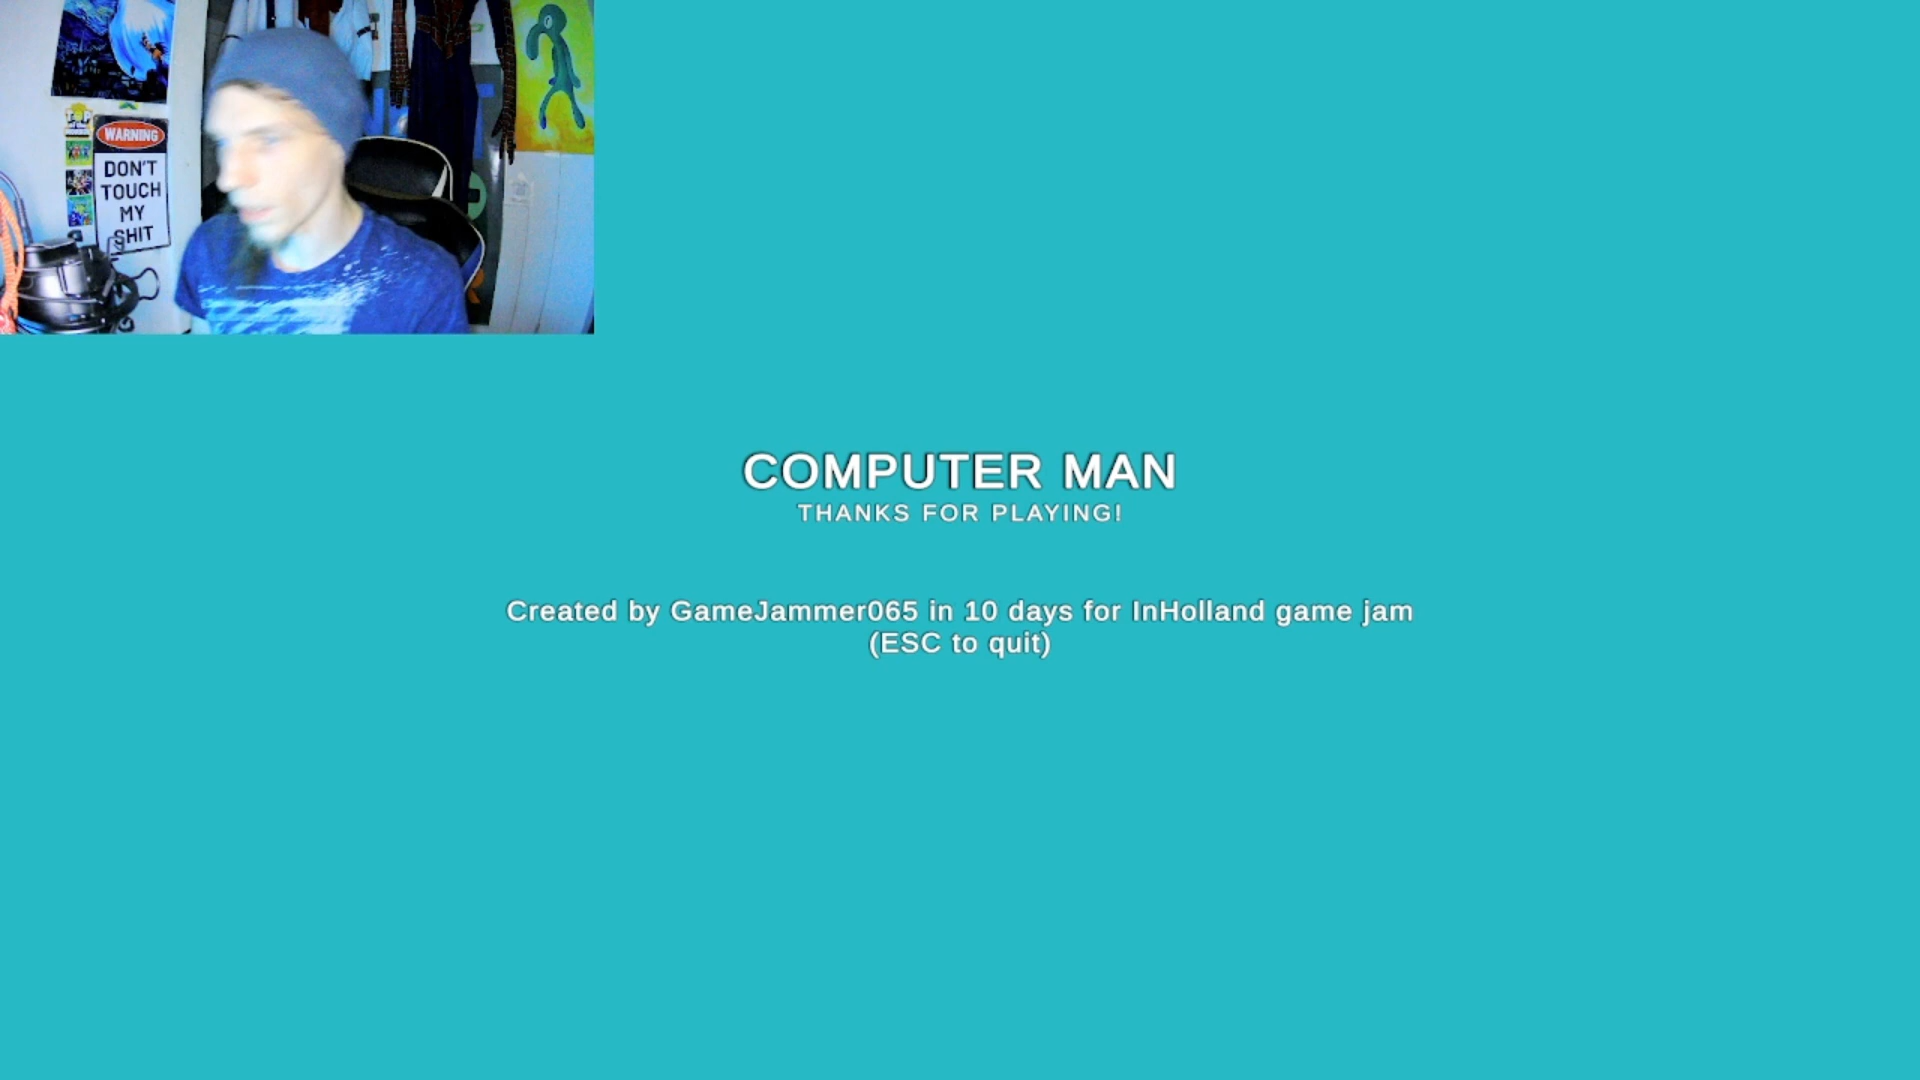 WARNING
DON'T
TOUCH
MY
SHIT
COMPUTER MAN
THANKS FOR PLAYING!
Created by GameJammer065 in 10 days for InHolland game jam
(ESC to quit)